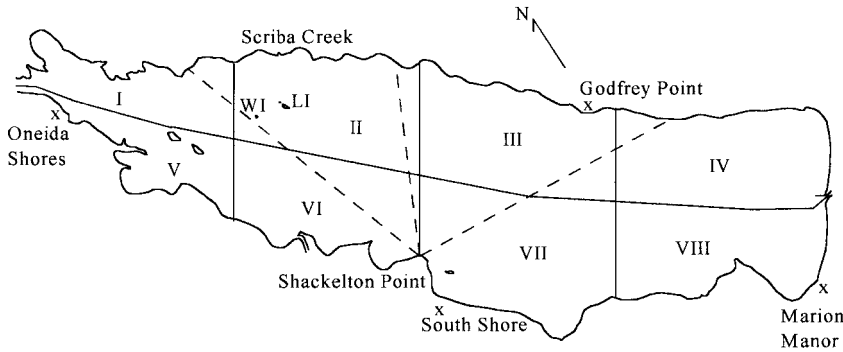 N
Scriba Creek
Godfrey Point
I
WI
LI
II
III
IV
x
Oneida
Shores
x
V
VI
VII
VIII
Shackelton Point
x
South Shore
x
Marion
Manor